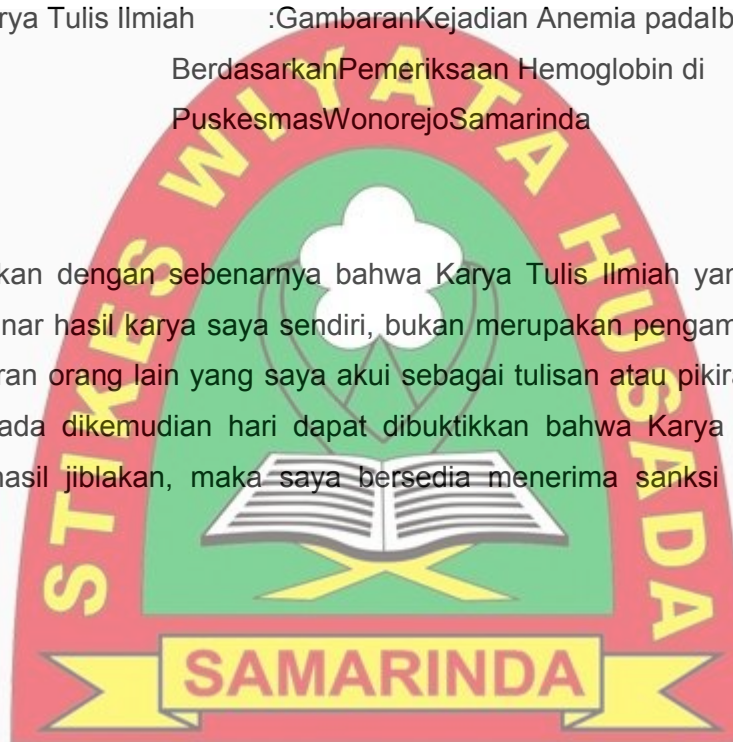 rya Tulis Ilmiah :GambaranKejadian Anemia padaIb
BerdasarkanPemeriksaan Hemoglobin di
PuskesmasWonorejoSamarinda
kan dengan sebenarnya bahwa Karya Tulis Ilmiah yan
nar hasil karya saya sendiri, bukan merupakan pengam
ran orang lain yang saya akui sebagai tulisan atau pikira
ada dikemudian hari dapat dibuktikkan bahwa Karya
hasil jiblakan, maka saya bersedia menerima sanksi
STIKES WIYATA HUSADA
SAMARINDA